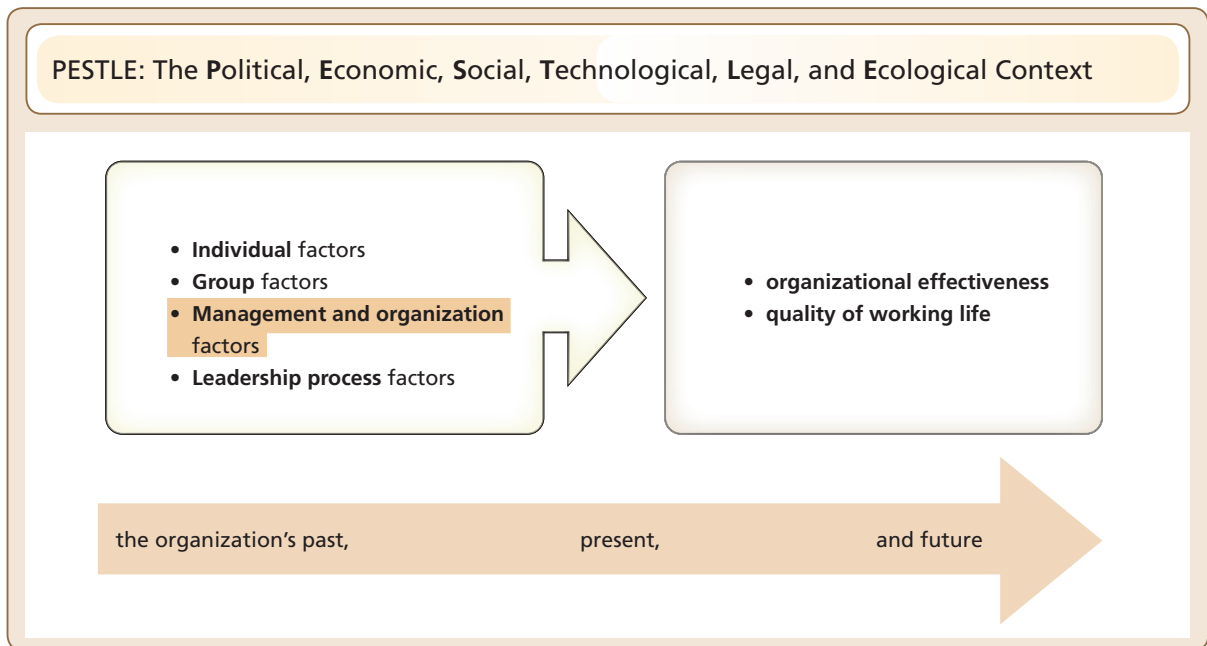 PESTLE: The Political, Economic, Social, Technological, Legal, and Ecological Context
• Individual factors
• Group factors
• Management and organization
factors
• Leadership process factors
• organizational effectiveness
• quality of working life
the organization’s past, present, and future